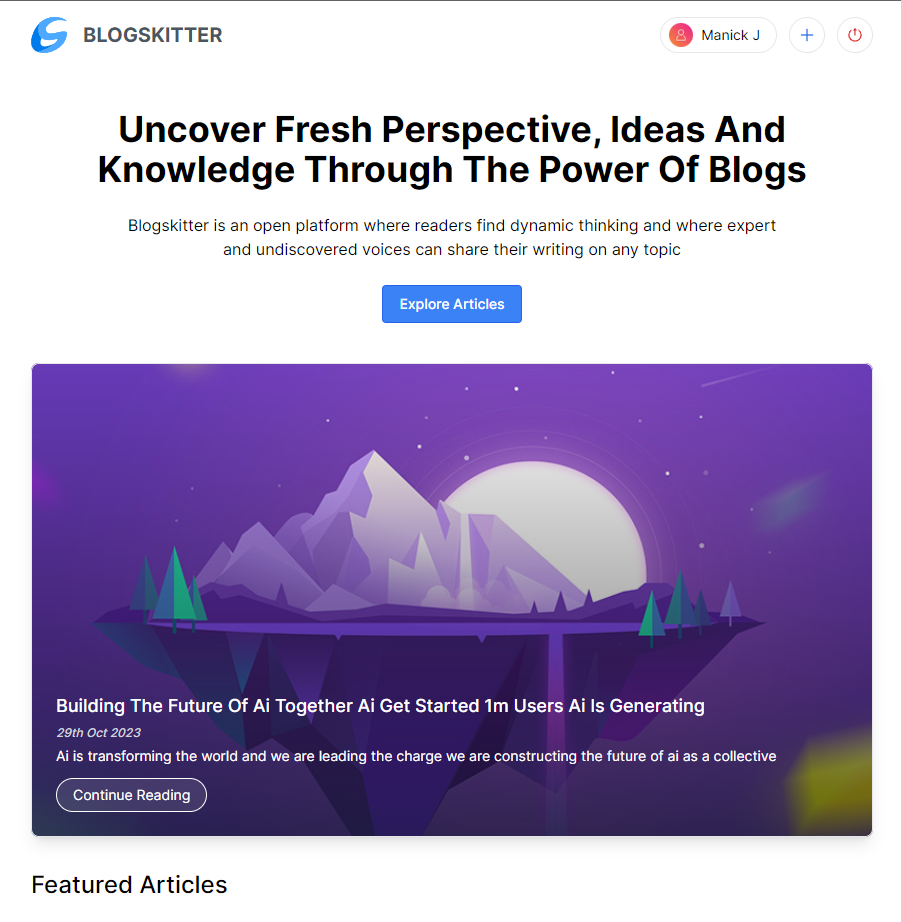 BLOGSKITTER
Manick J
Uncover Fresh Perspective, Ideas And
Knowledge Through The Power Of Blogs
Blogskitter is an open platform where readers find dynamic thinking and where expert
and undiscovered voices can share their writing on any topic
Explore Articles
Building The Future Of Ai Together Ai Get Started 1m Users Ai Is Generating
29th Oct 2023
Ai is transforming the world and we are leading the charge we are constructing the future of ai as a collective
Continue Reading
Featured Articles